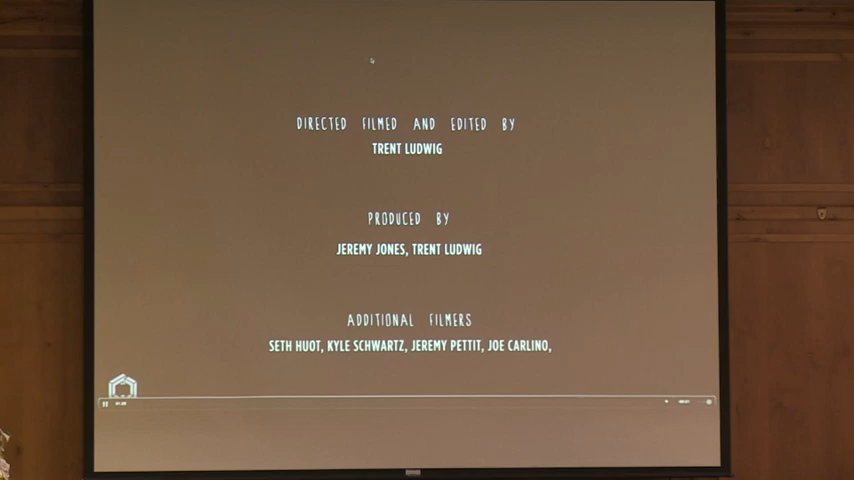 DIRECTED FILMED AND EDITED BY
TRENT LUDWIG
PRODUCED BY
JEREMY JONES, TRENT LUDWIG
ADDITIONAL FILMERS
SETH HUOT, KYLE SCHWARTZ, JEREMY PETTIT, JOE CARLINO,